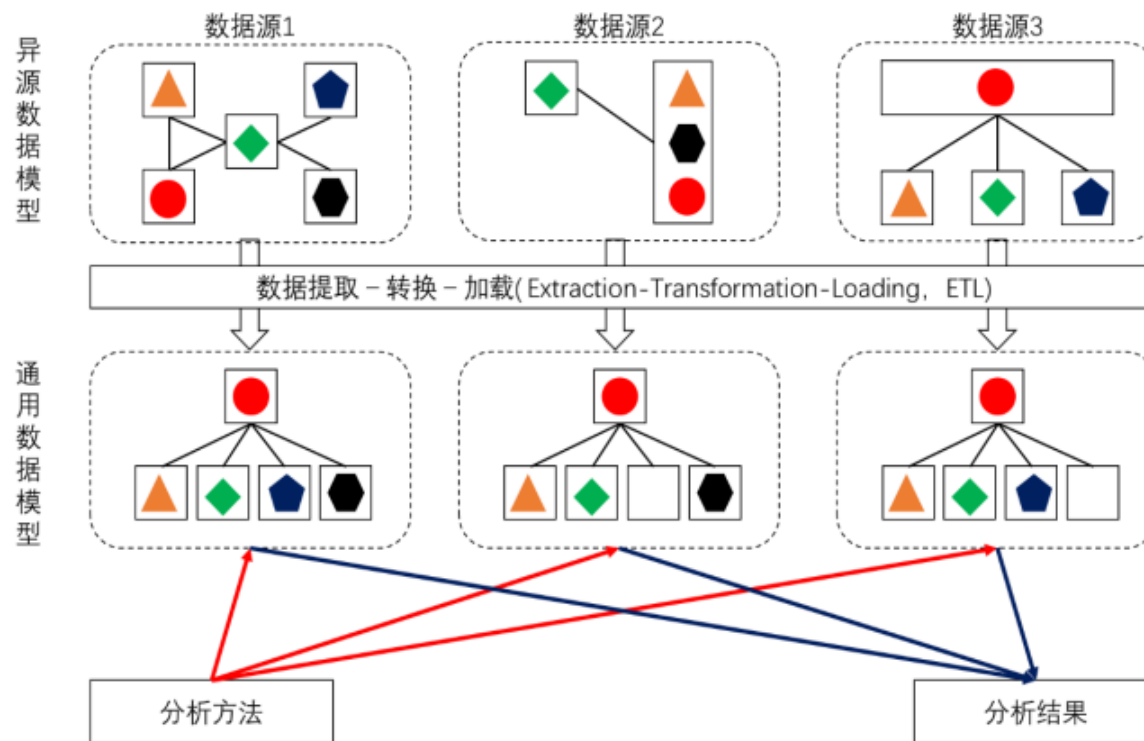 数据源1
数据源2
数据源3
异源数据模型
数据提取–转换–加载(Extraction-Transformation-Loading, ETL)
通用数据模型
分析方法
分析结果